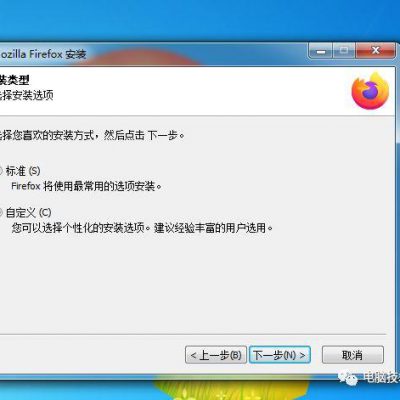 ozilla Firefox 安装
装类型
选择安装选项
选择您喜欢的安装方式，然后点击 下一步。
标准 (S)
Firefox 将使用最常用的选项安装。
自定义 (C)
您可以选择个性化的安装选项。建议经验丰富的用户选用。
< 上一步(B) 下一步(N) > 取消
电脑技